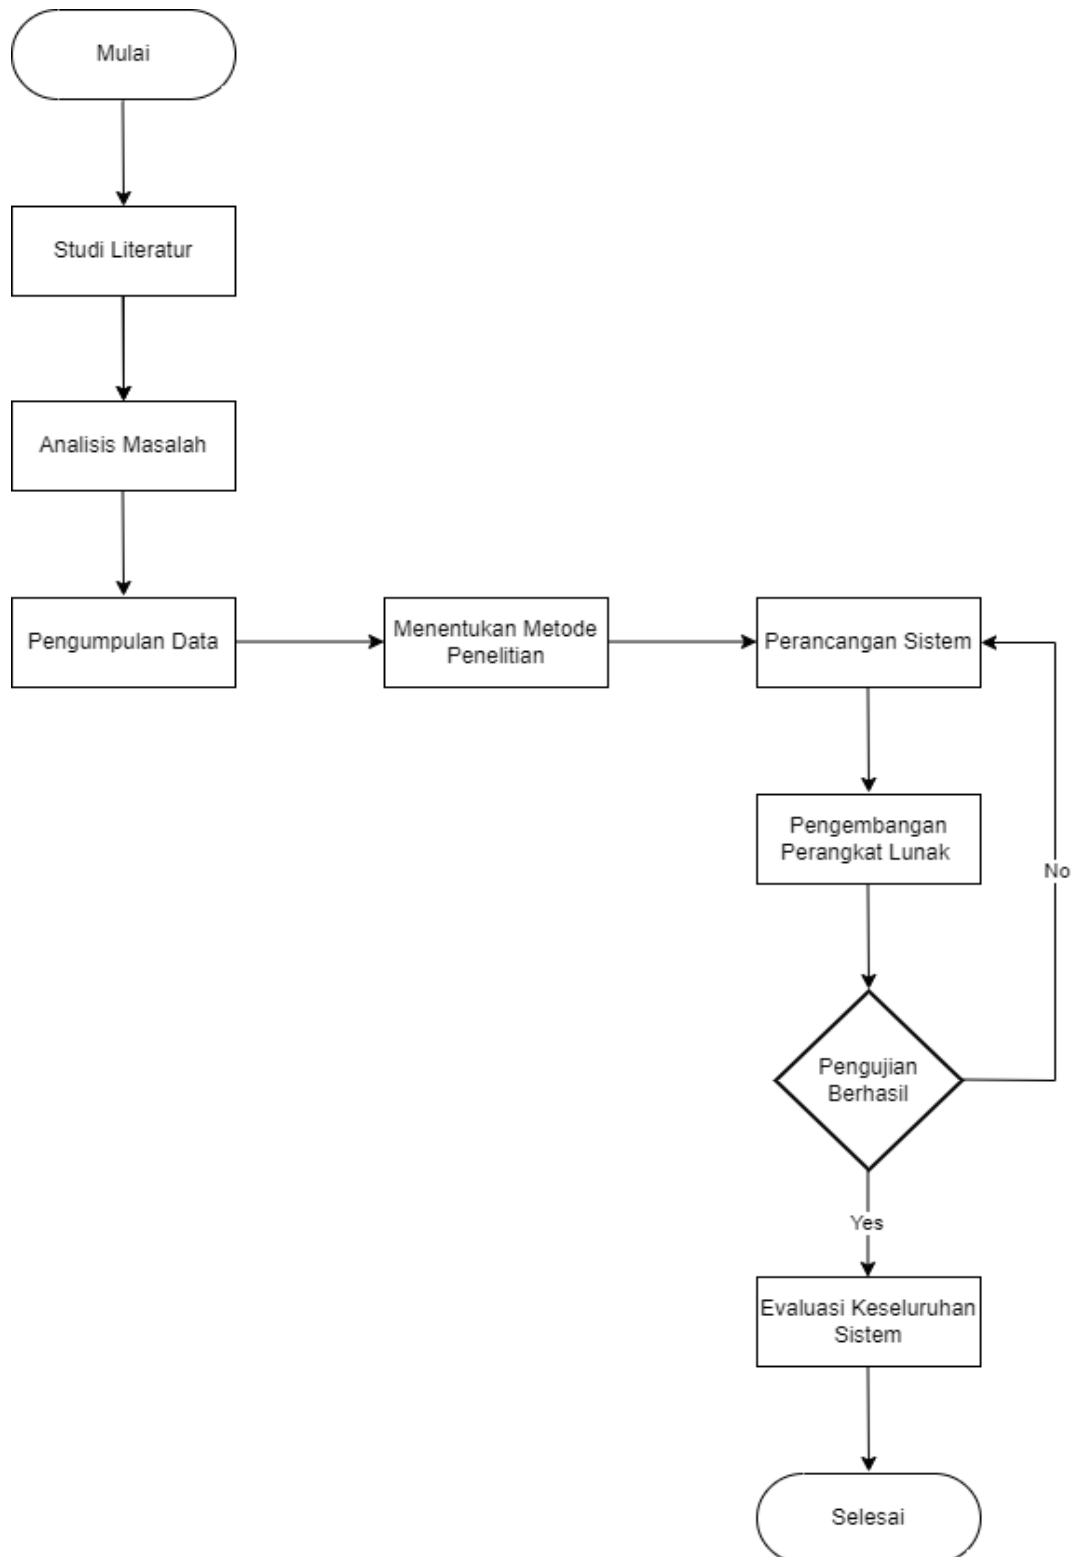 Mulai
Studi Literatur
Analisis Masalah
Pengumpulan Data
Menentukan Metode
Penelitian
Perancangan Sistem
Pengembangan
Perangkat Lunak
No
Pengujian
Berhasil
Yes
Evaluasi Keseluruhan
Sistem
Selesai